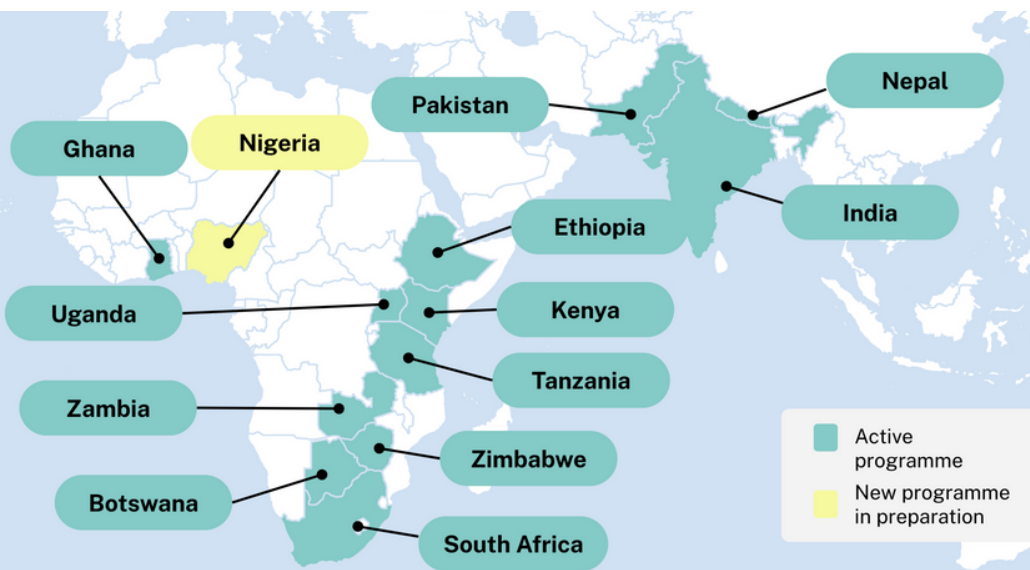 Nepal
Pakistan
Nigeria
Ghana
India
Ethiopia
Uganda
Kenya
Tanzania
Zambia
Zimbabwe
Botswana
South Africa
Active
programme
New programme
in preparation